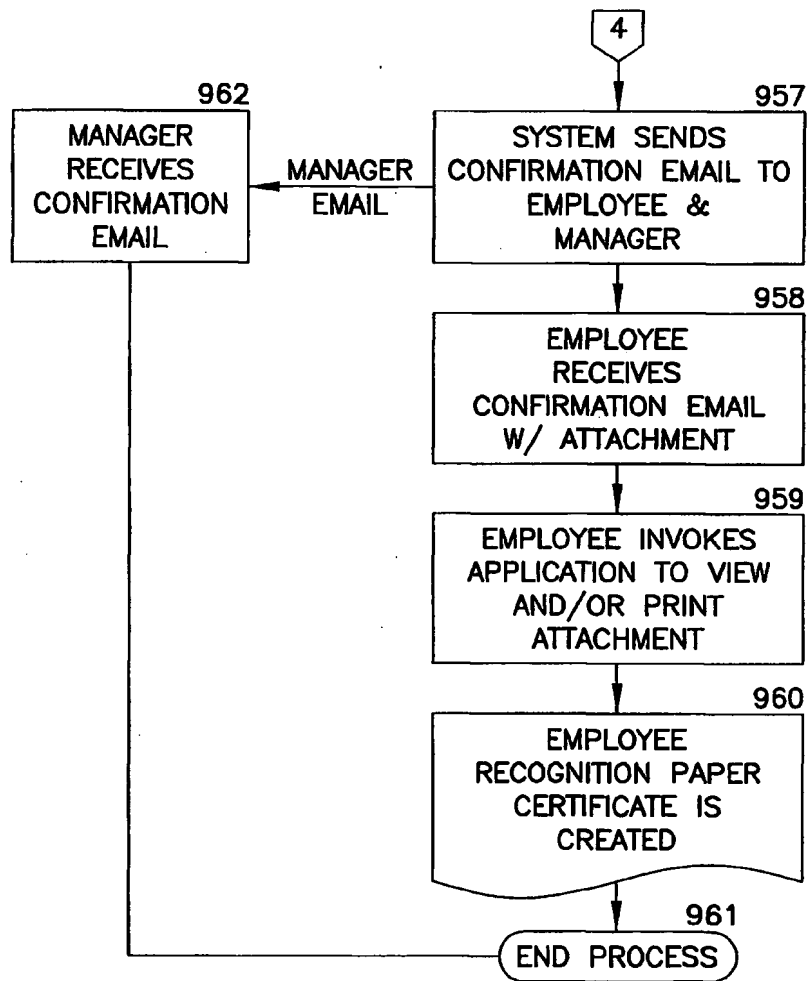 4
962
MANAGER
RECEIVES
CONFIRMATION
EMAIL
MANAGER
EMAIL
957
SYSTEM SENDS
CONFIRMATION EMAIL TO
EMPLOYEE &
MANAGER
958
EMPLOYEE
RECEIVES
CONFIRMATION EMAIL
W/ ATTACHMENT
959
EMPLOYEE INVOKES
APPLICATION TO VIEW
AND/OR PRINT
ATTACHMENT
960
EMPLOYEE
RECOGNITION PAPER
CERTIFICATE IS
CREATED
961
END PROCESS